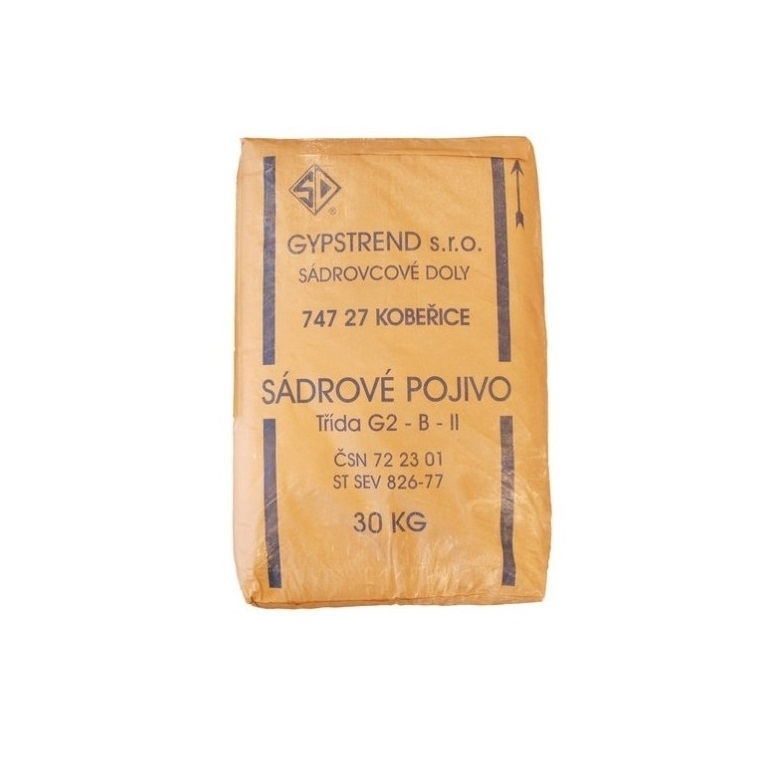 SD
®
GYPSTREND s.r.o.
SÁDROVCOVÉ DOLY
747 27 KOBEŘICE
SÁDROVÉ POJIVO
Třída G2 - B - II
ČSN 72 23 01
ST SEV 826-77
30 KG